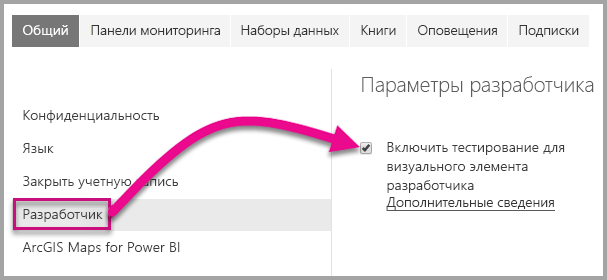 Общий Панели мониторинга Наборы данных Книги Оповещения Подписки
Параметры разработчика
Конфиденциальность
Язык
Закрыть учетную запись
Разработчик
ArcGIS Maps for Power BI
Включить тестирование для
визуального элемента
разработчика
Дополнительные сведения